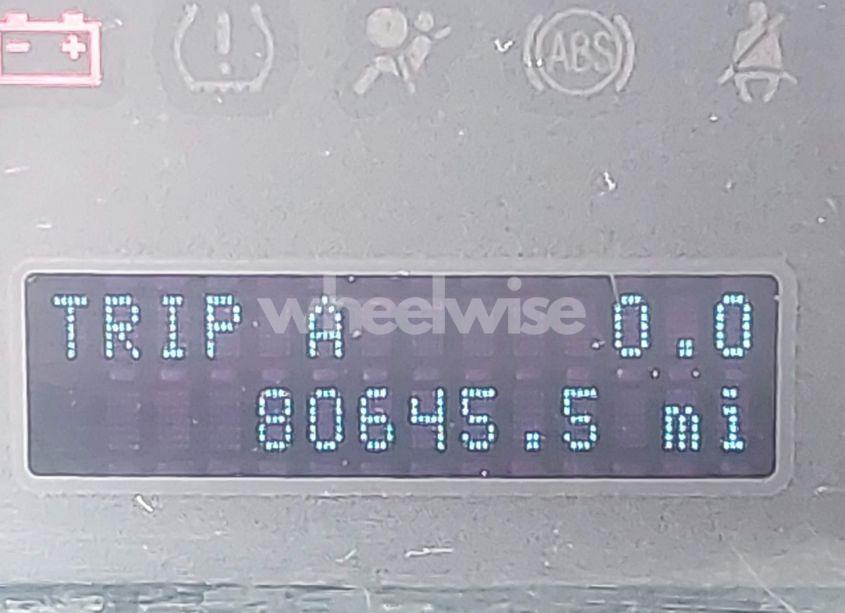 ABS
wheelwise
TRIP A 0.0
80645.5 mi